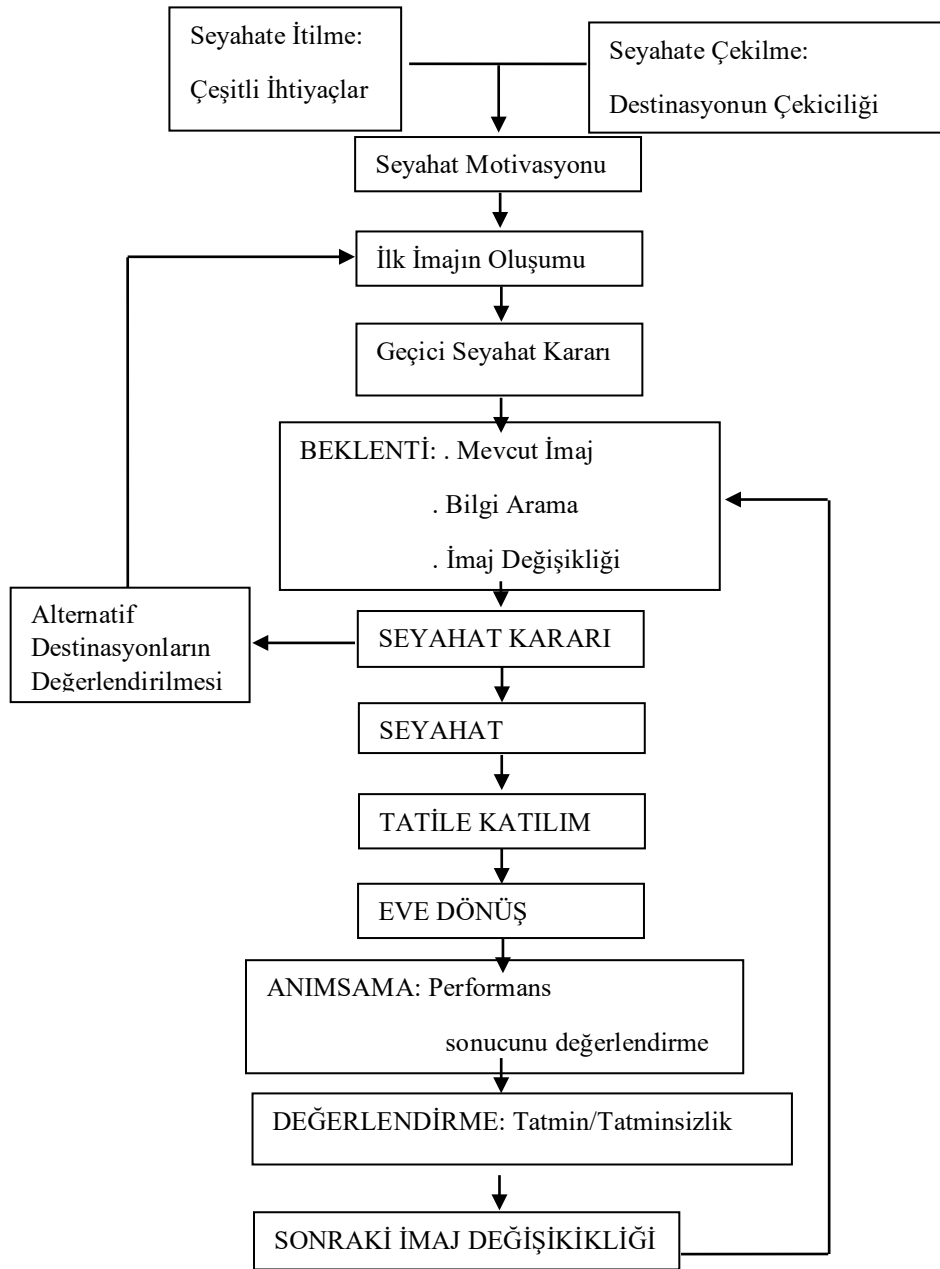 Seyahate İtilme:
Çeşitli İhtiyaçlar
Seyahate Çekilme:
Destinasyonun Çekiciliği
Seyahat Motivasyonu
İlk İmajın Oluşumu
Geçici Seyahat Kararı
BEKLENTİ: . Mevcut İmaj
. Bilgi Arama
. İmaj Değişikliği
Alternatif
Destinasyonların
Değerlendirilmesi
SEYAHAT KARARI
SEYAHAT
TATİLE KATILIM
EVE DÖNÜŞ
ANIMSAMA: Performans
sonucunu değerlendirme
DEĞERLENDİRME: Tatmin/Tatminsizlik
SONRAKİ İMAJ DEĞİŞİKİKLİĞİ